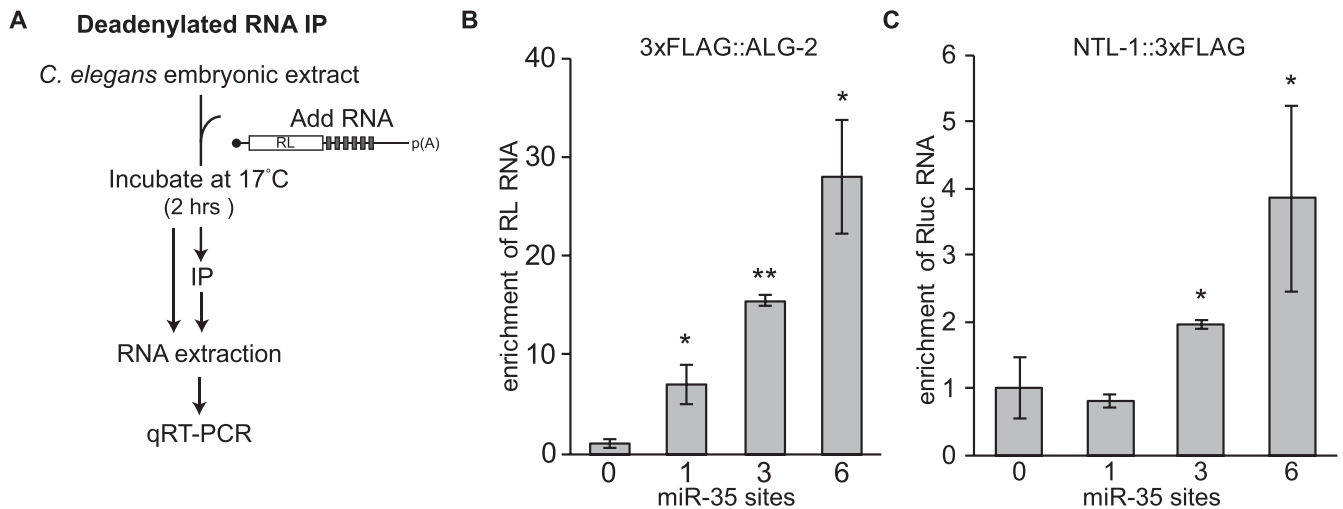 A
Deadenylated RNA IP
C. elegans embryonic extract
Add RNA
RL
p(A)
Incubate at 17°C
(2 hrs )
IP
RNA extraction
qRT-PCR
B
3xFLAG::ALG-2
enrichment of RL RNA
40
30
20
10
0
*
**
*
0 1 3 6
miR-35 sites
C
NTL-1::3xFLAG
enrichment of Rluc RNA
6
5
4
3
2
1
0
*
*
0 1 3 6
miR-35 sites